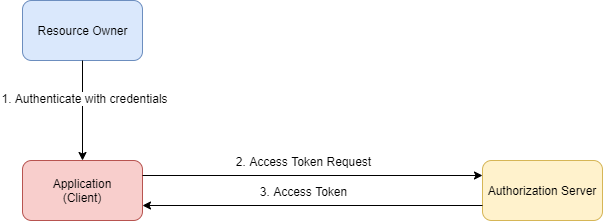 Resource Owner
1. Authenticate with credentials
2. Access Token Request
Application
(Client)
3. Access Token
Authorization Server